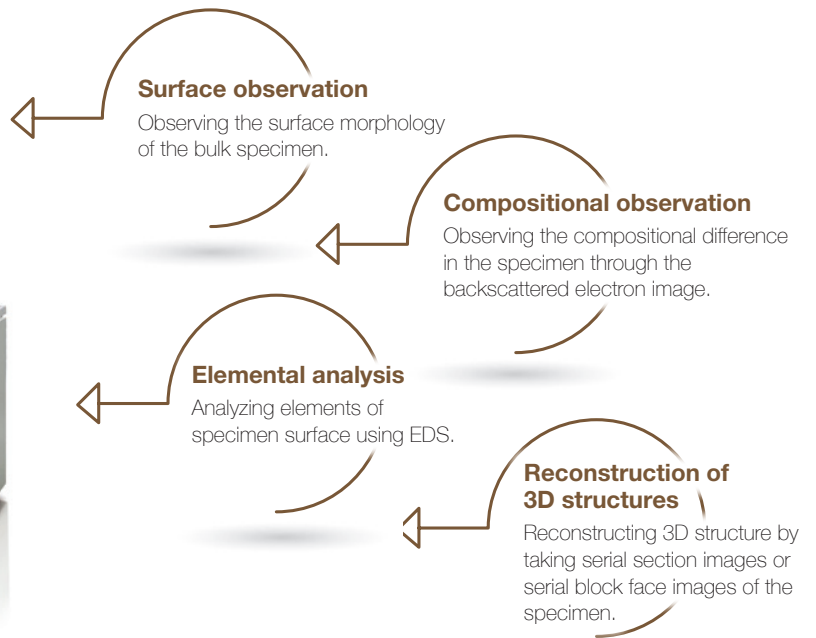 Surface observation
Observing the surface morphology
of the bulk specimen.
Compositional observation
Observing the compositional difference
in the specimen through the
backscattered electron image.
Elemental analysis
Analyzing elements of
specimen surface using EDS.
Reconstruction of
3D structures
Reconstructing 3D structure by
taking serial section images or
serial block face images of the
specimen.